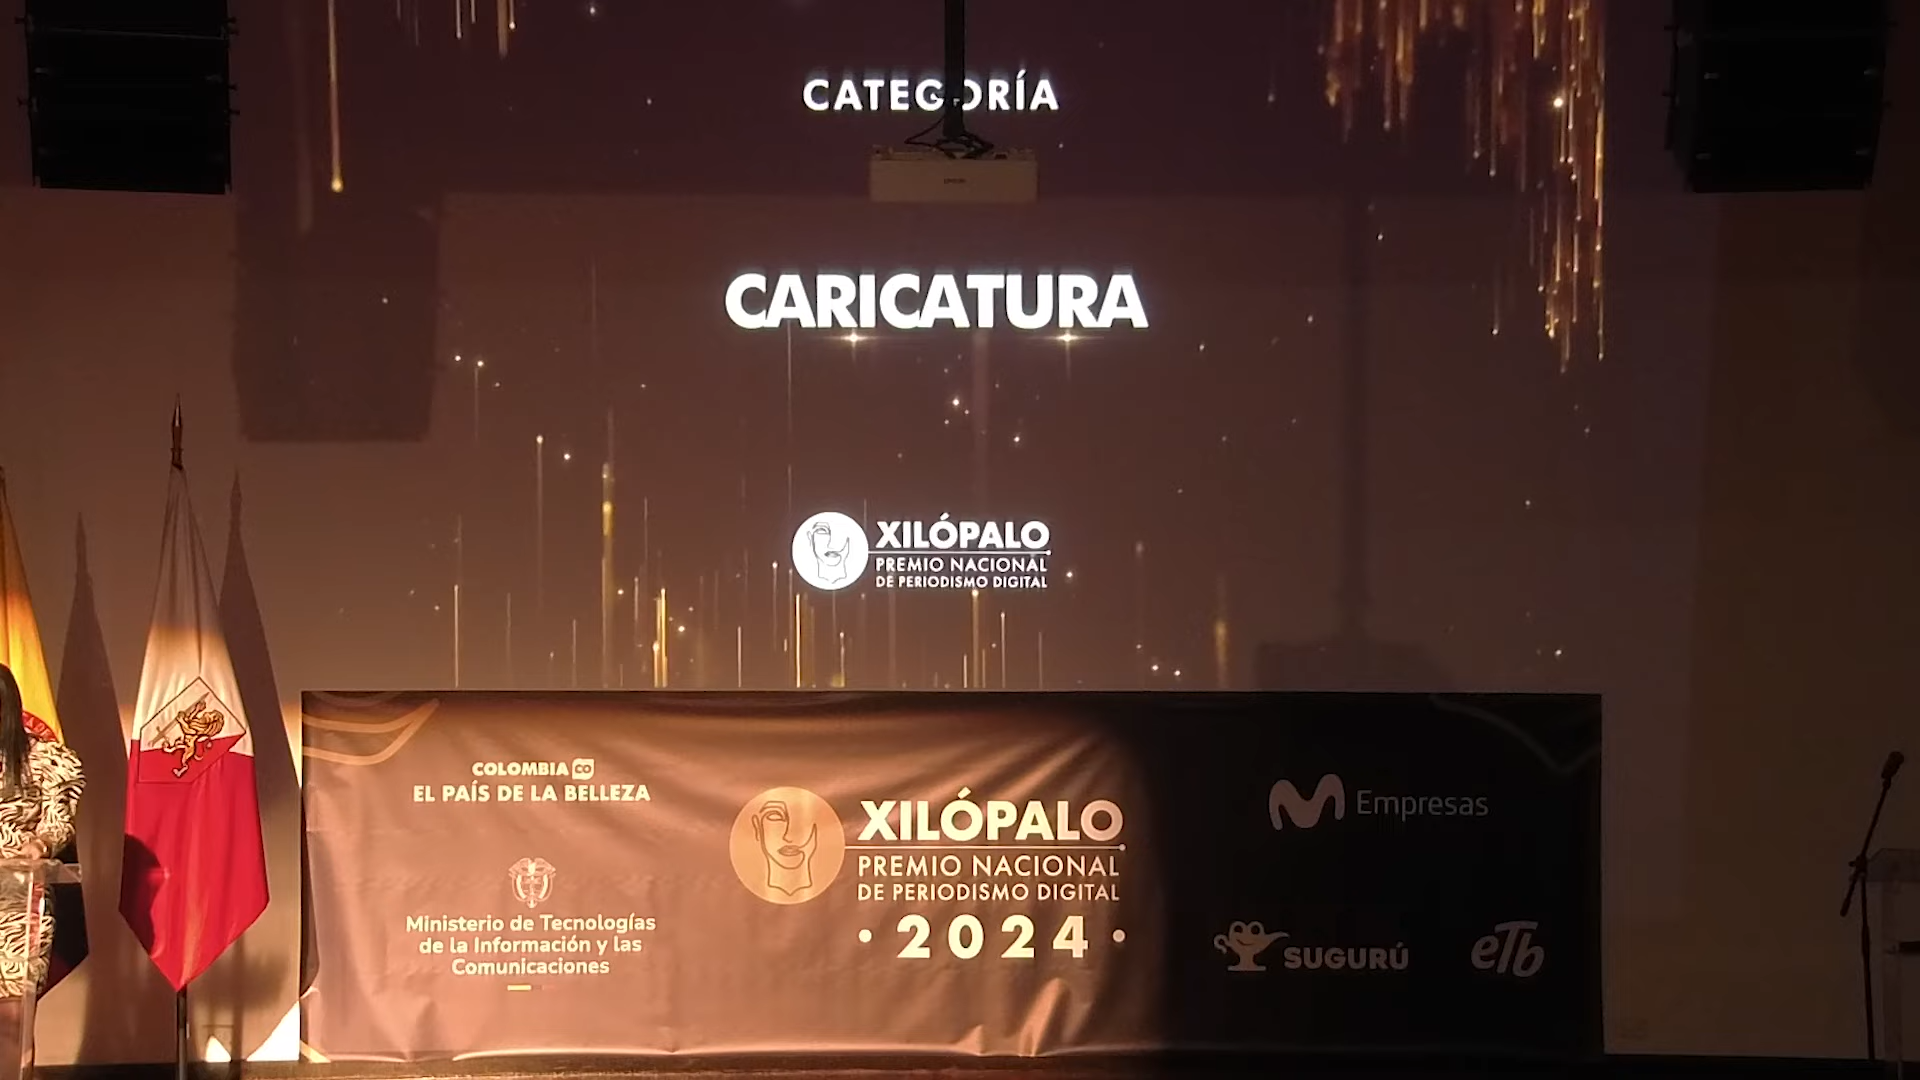 CATEGORÍA
CARICATURA
XILÓPALO
PREMIO NACIONAL
DE PERIODISMO DIGITAL
COLOMBIA CO
EL PAÍS DE LA BELLEZA
Ministerio de Tecnologías
de la Información y las
Comunicaciones
XILÓPALO
PREMIO NACIONAL
DE PERIODISMO DIGITAL
• 2024 •
Empresas
SUGURÚ
eTb